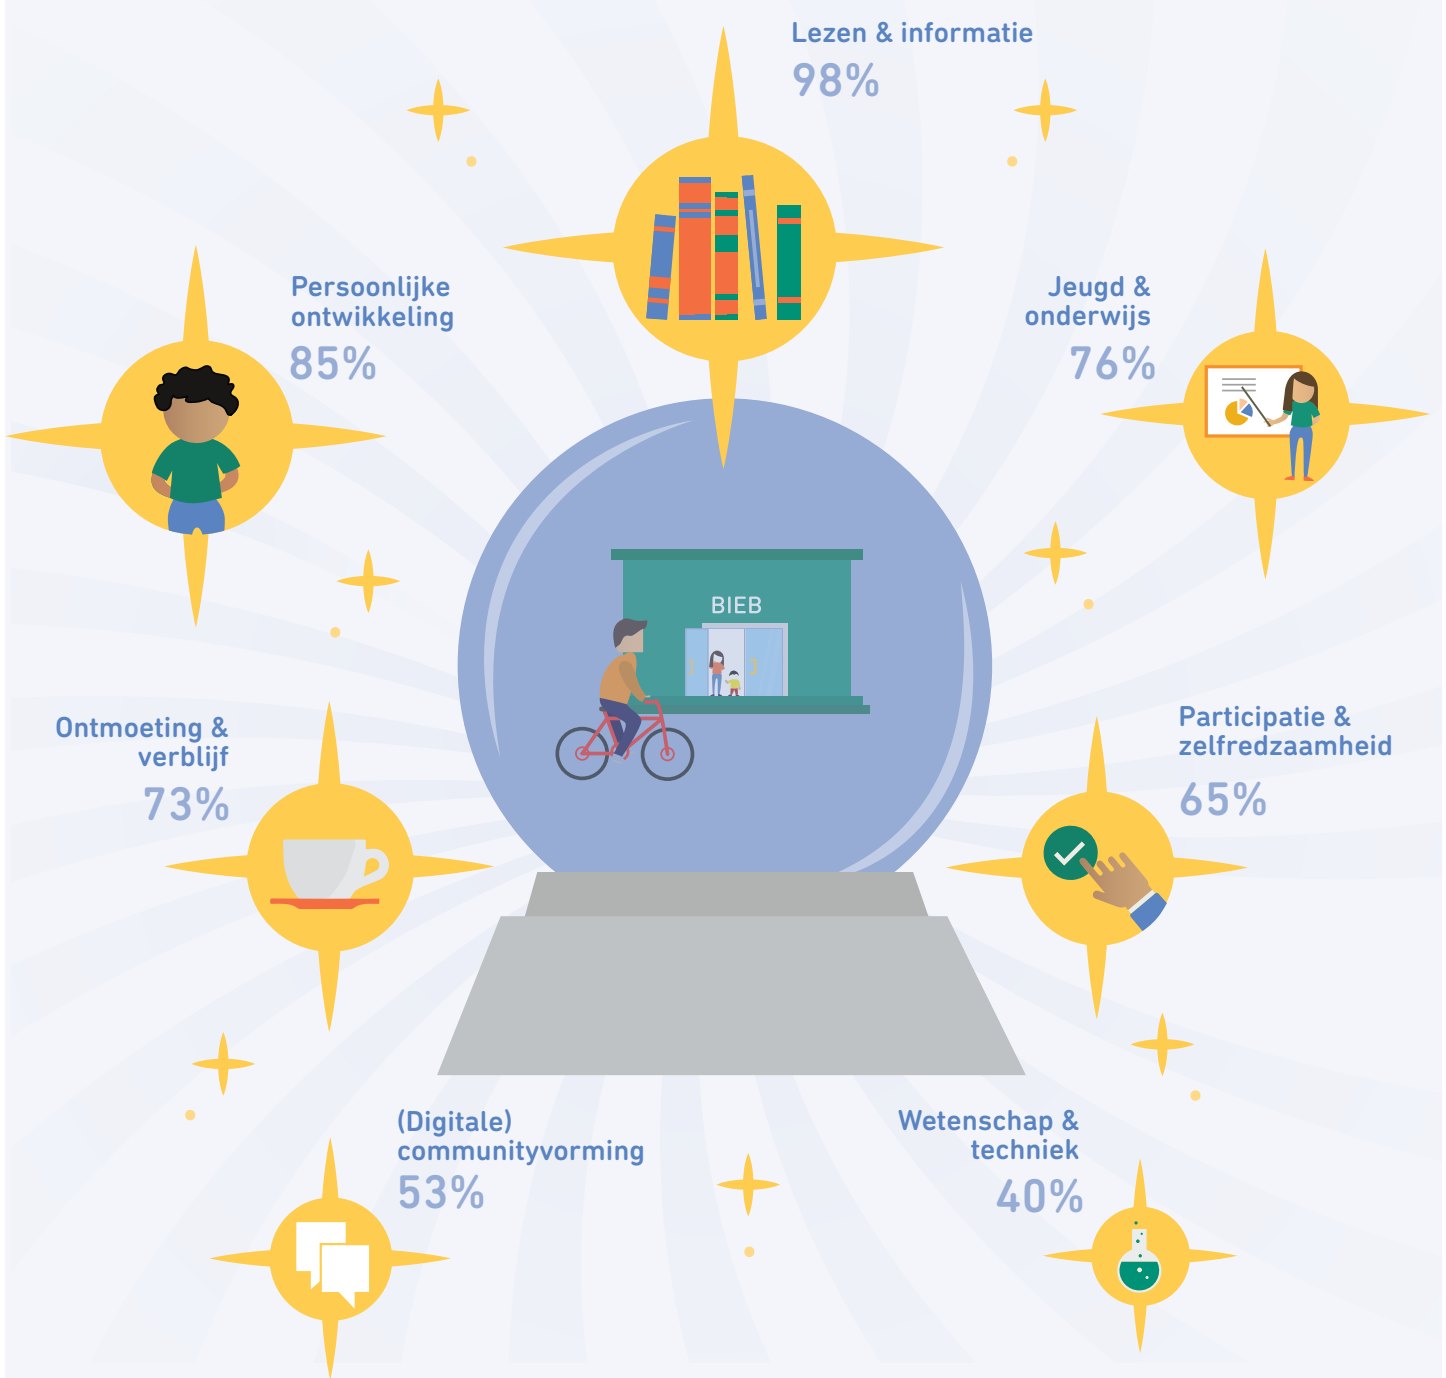 Lezen & informatie
98%
Persoonlijke
ontwikkeling
85%
Jeugd &
onderwijs
76%
BIEB
Ontmoeting &
verblijf
73%
Participatie &
zelfredzaamheid
65%
(Digitale)
communityvorming
53%
Wetenschap &
techniek
40%